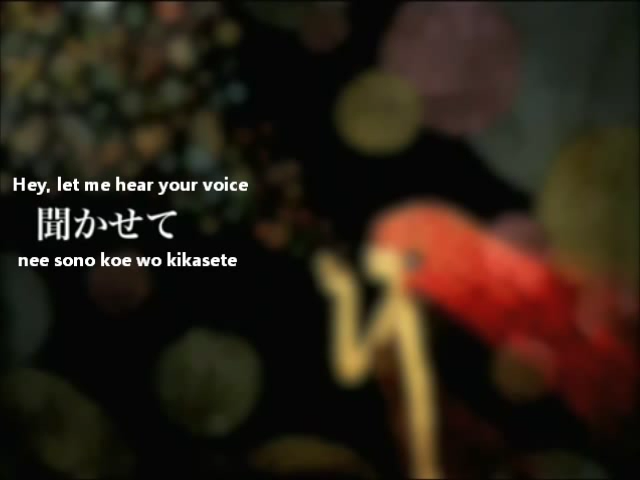 Hey, let me hear your voice
聞かせて
nee sono koe wo kikasete